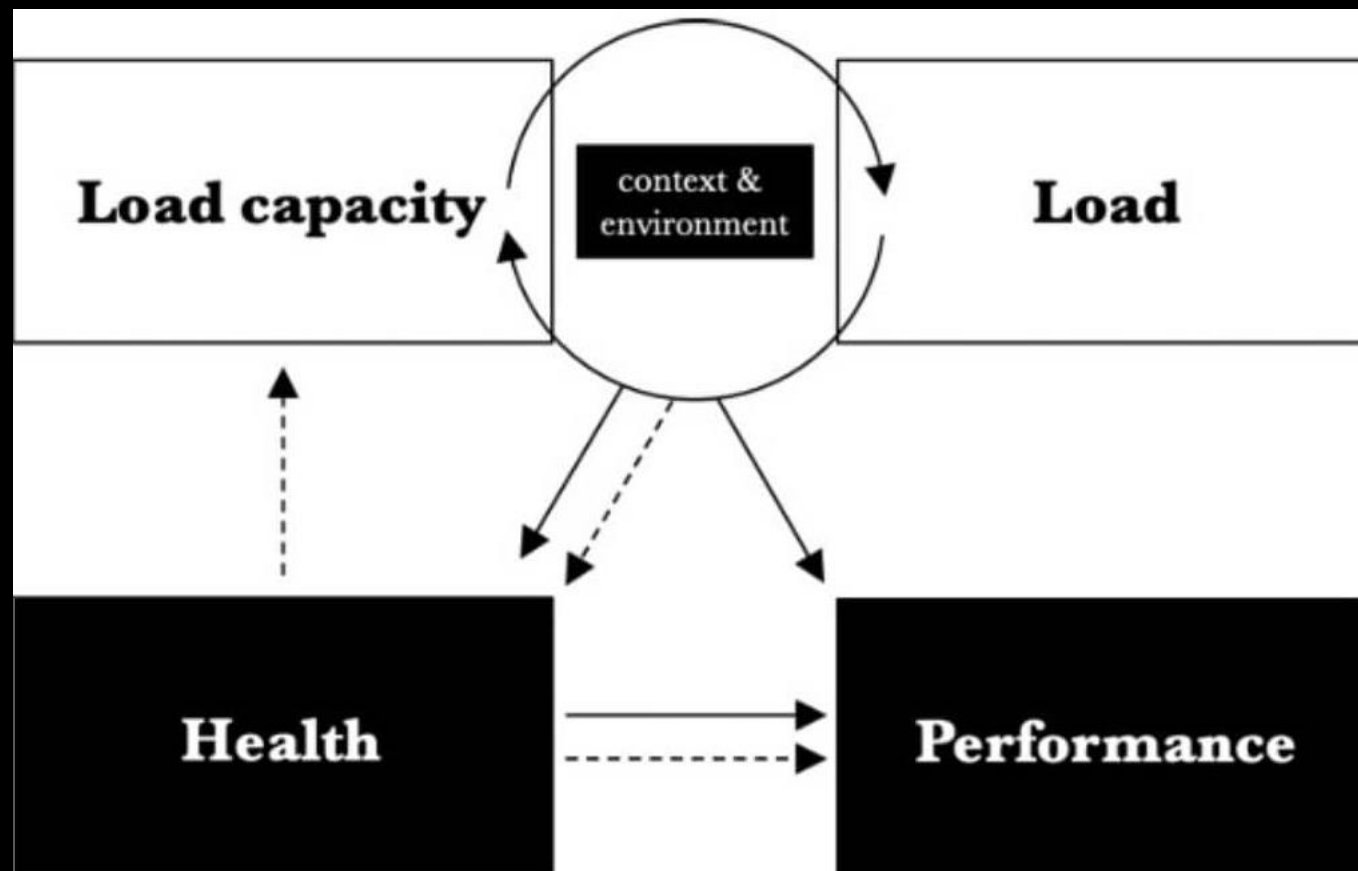 Load capacity
context &
environment
Load
Health
Performance